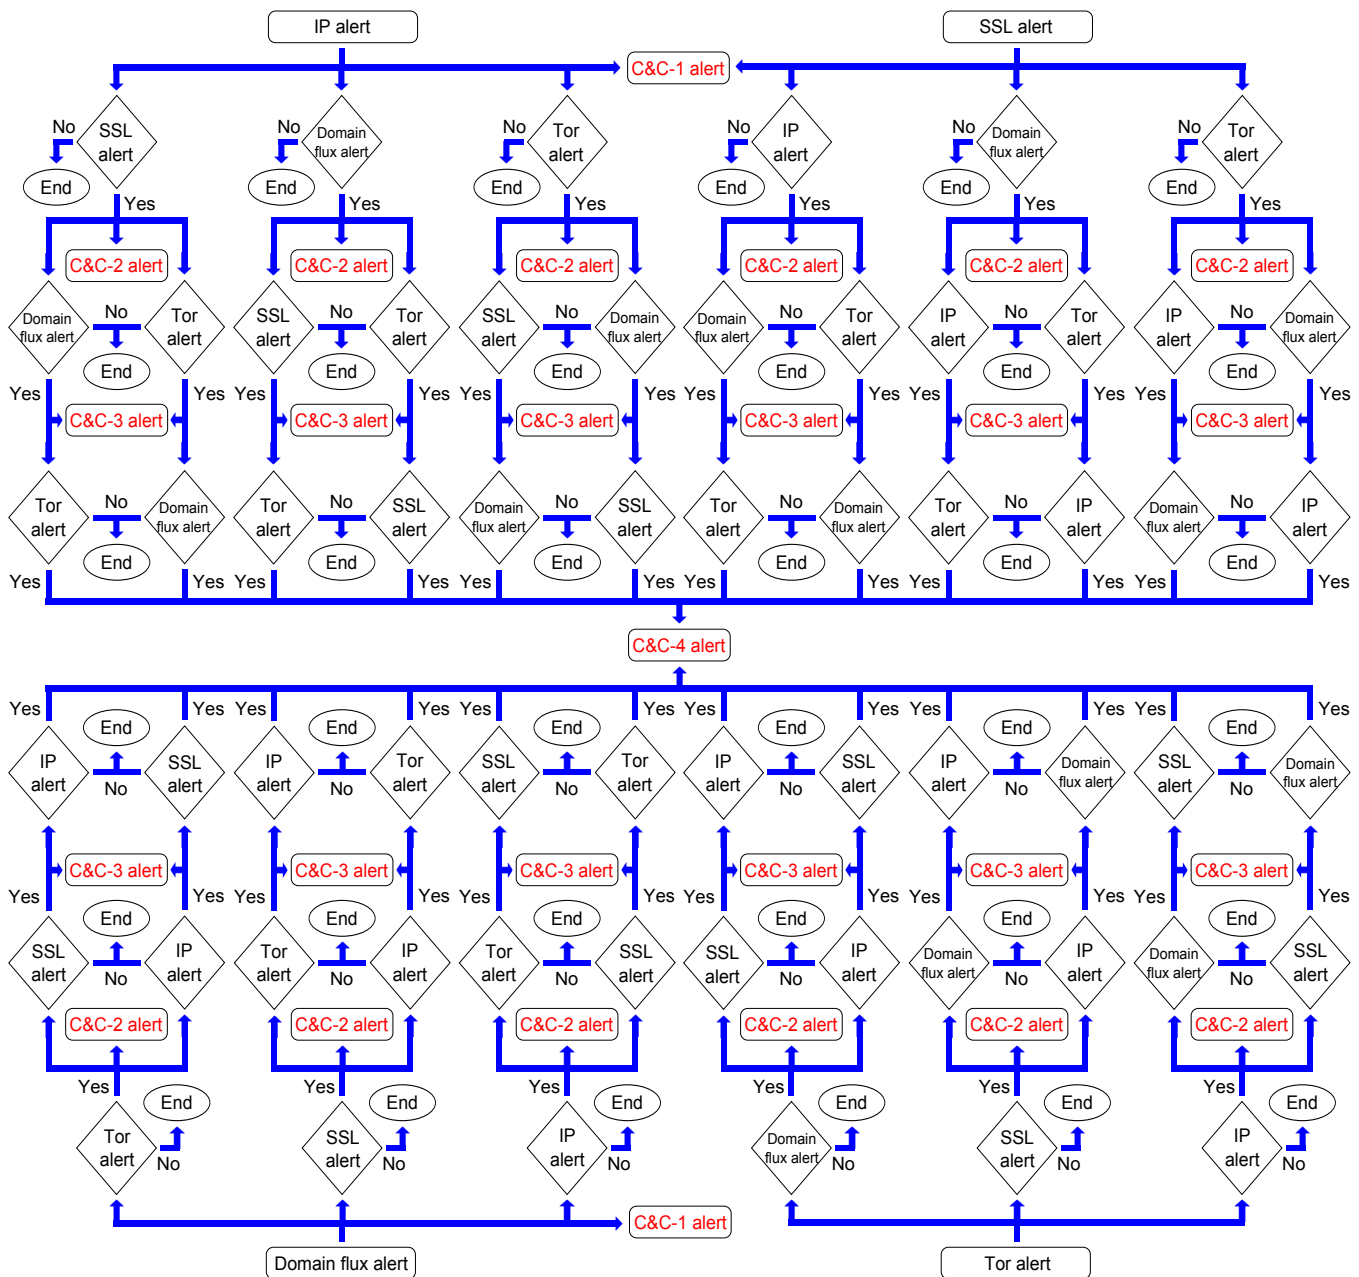 IP alert
SSL alert
C&C-1 alert
No
SSL
alert
No
Domain
flux alert
No
Tor
alert
No
IP
alert
No
Domain
flux alert
No
Tor
alert
End
End
End
End
End
End
Yes
Yes
Yes
Yes
Yes
Yes
C&C-2 alert
C&C-2 alert
C&C-2 alert
C&C-2 alert
C&C-2 alert
C&C-2 alert
Domain
flux alert
No
Tor
alert
SSL
alert
No
Tor
alert
SSL
alert
No
Domain
flux alert
Domain
flux alert
No
Tor
alert
IP
alert
No
Tor
alert
IP
alert
No
Domain
flux alert
End
End
End
End
End
End
Yes
Yes
Yes
Yes
Yes
Yes
Yes
Yes
Yes
Yes
Yes
Yes
C&C-3 alert
C&C-3 alert
C&C-3 alert
C&C-3 alert
C&C-3 alert
C&C-3 alert
Tor
alert
No
Domain
flux alert
Tor
alert
No
SSL
alert
Domain
flux alert
No
SSL
alert
Tor
alert
No
Domain
flux alert
Tor
alert
No
IP
alert
Domain
flux alert
No
IP
alert
End
End
End
End
End
End
Yes
Yes
Yes
Yes
Yes
Yes
Yes
Yes
Yes
Yes
Yes
Yes
C&C-4 alert
Yes
Yes
Yes
Yes
Yes
Yes
Yes
Yes
Yes
Yes
Yes
Yes
End
End
End
End
End
End
IP
alert
No
SSL
alert
IP
alert
No
Tor
alert
SSL
alert
No
Tor
alert
IP
alert
No
SSL
alert
IP
alert
No
Domain
flux alert
SSL
alert
No
Domain
flux alert
C&C-3 alert
C&C-3 alert
C&C-3 alert
C&C-3 alert
C&C-3 alert
C&C-3 alert
Yes
Yes
Yes
Yes
Yes
Yes
Yes
Yes
Yes
Yes
Yes
Yes
End
End
End
End
End
End
SSL
alert
No
IP
alert
Tor
alert
No
IP
alert
Tor
alert
No
SSL
alert
SSL
alert
No
IP
alert
Domain
flux alert
No
IP
alert
Domain
flux alert
No
SSL
alert
C&C-2 alert
C&C-2 alert
C&C-2 alert
C&C-2 alert
C&C-2 alert
C&C-2 alert
Yes
Yes
Yes
Yes
Yes
Yes
End
End
End
End
End
End
Tor
alert
No
SSL
alert
No
IP
alert
No
Domain
flux alert
No
SSL
alert
No
IP
alert
No
C&C-1 alert
Domain flux alert
Tor alert